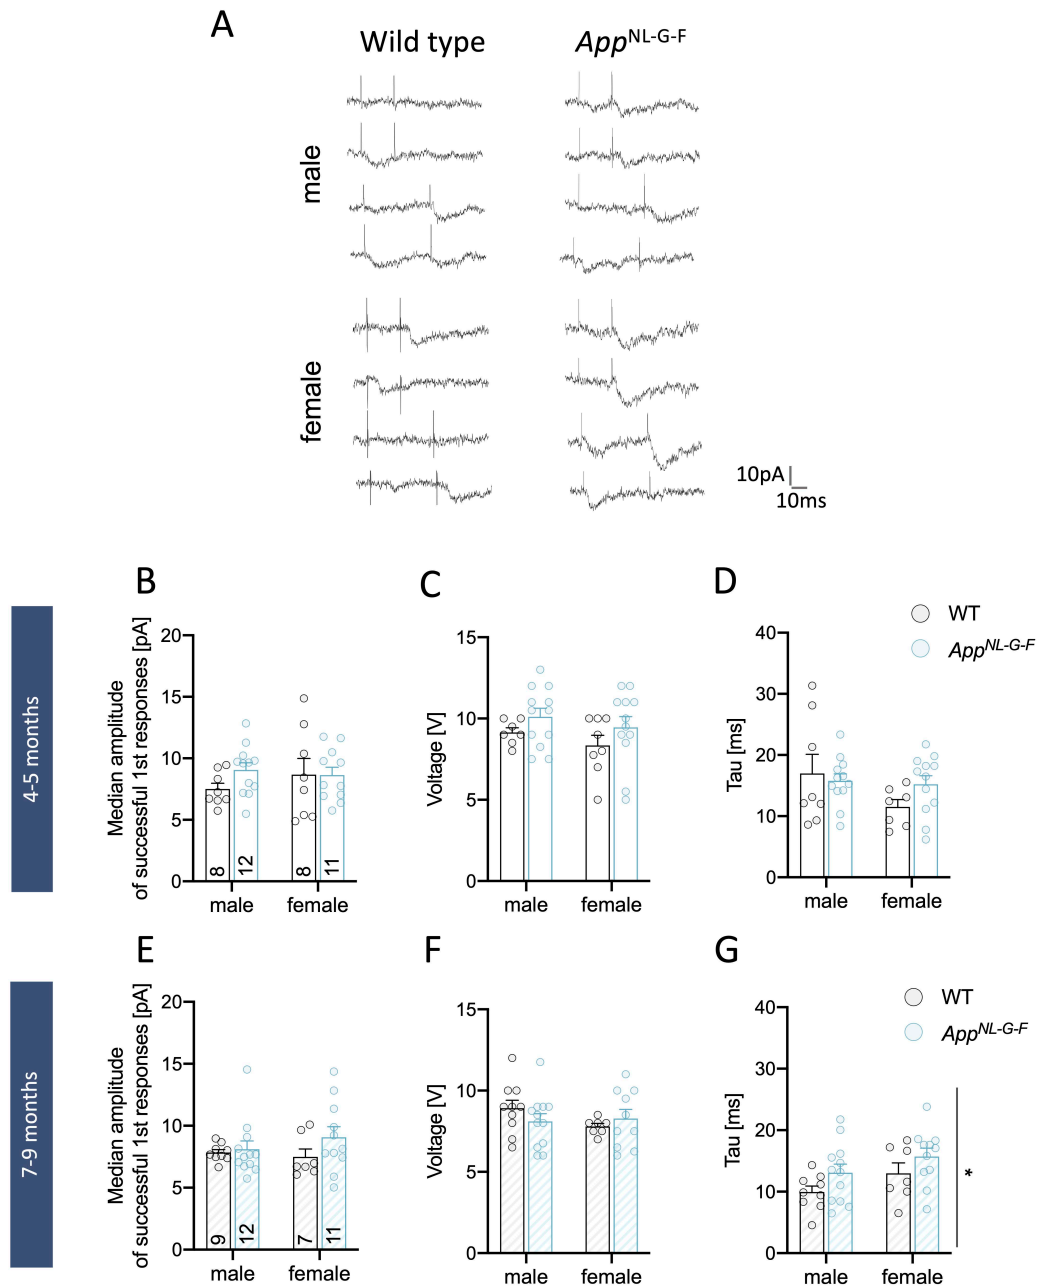 A
Wild type
App^NL-G-F
male
female
10pA
10ms
4-5 months
B
Median amplitude
of successful 1st responses [pA]
20
15
10
5
0
8
12
8
11
male
female
C
Voltage [V]
15
10
5
0
male
female
D
WT
App^NL-G-F
Tau [ms]
40
30
20
10
0
male
female
7-9 months
E
Median amplitude
of successful 1st responses [pA]
20
15
10
5
0
9
12
7
11
male
female
F
Voltage [V]
15
10
5
0
male
female
G
WT
App^NL-G-F
Tau [ms]
40
30
20
10
0
*
male
female